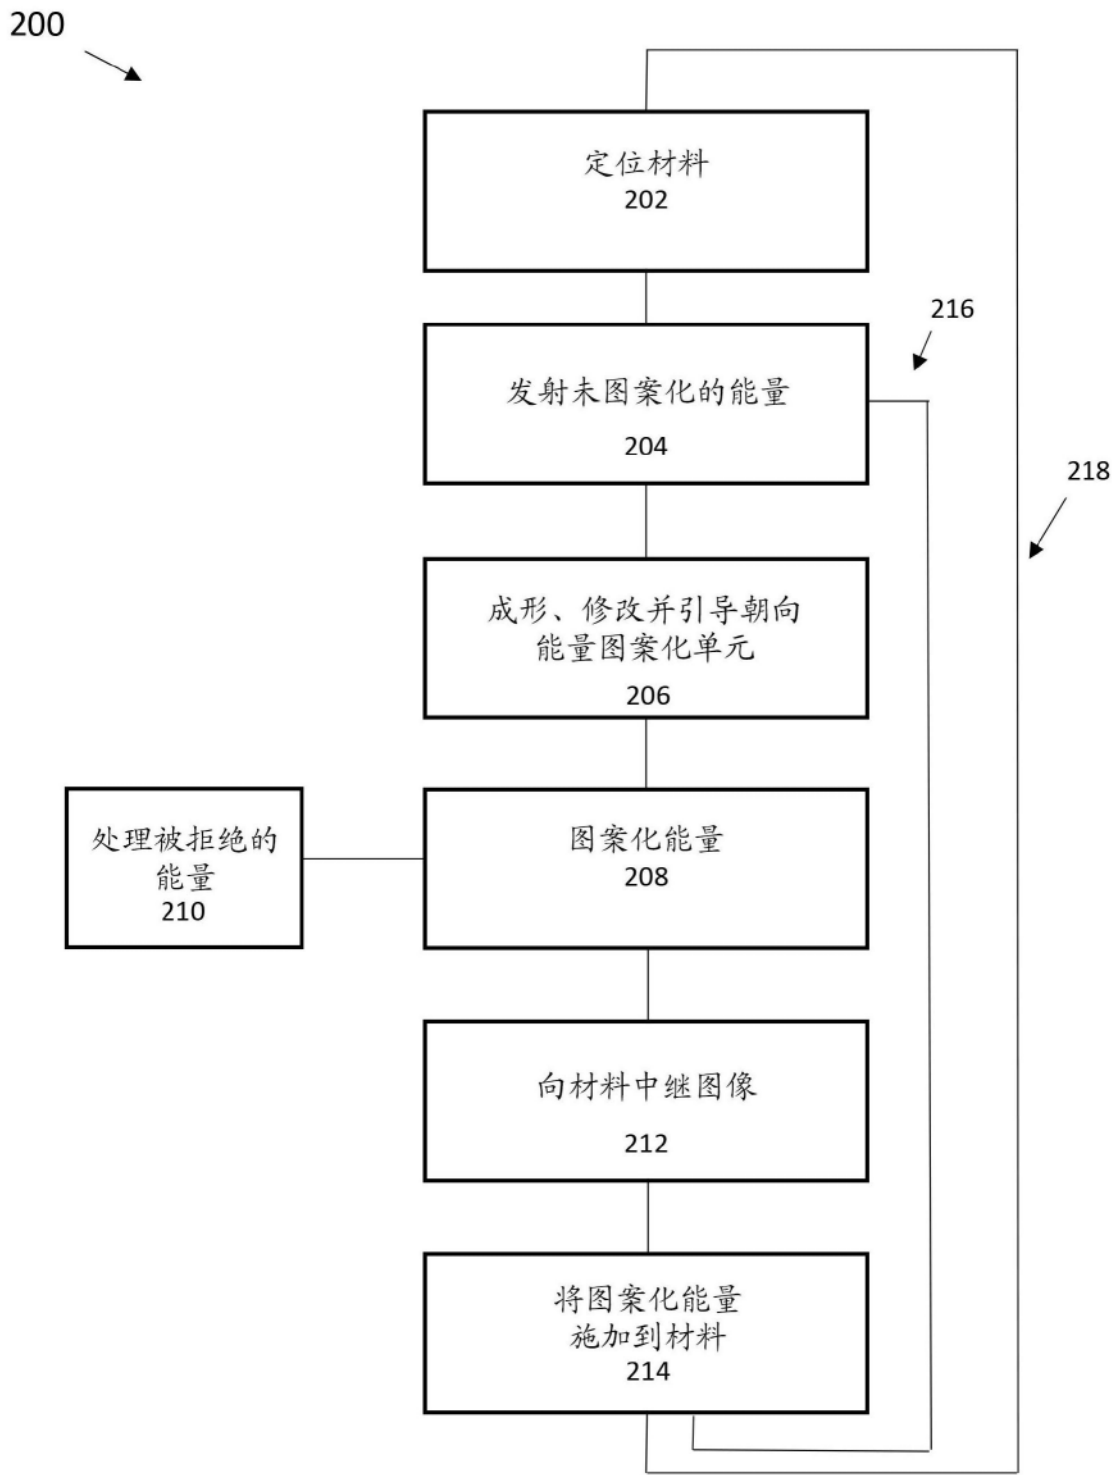 200
定位材料
202
216
发射未图案化的能量
204
218
成形、修改并引导朝向
能量图案化单元
206
处理被拒绝的
能量
210
图案化能量
208
向材料中继图像
212
将图案化能量
施加到材料
214